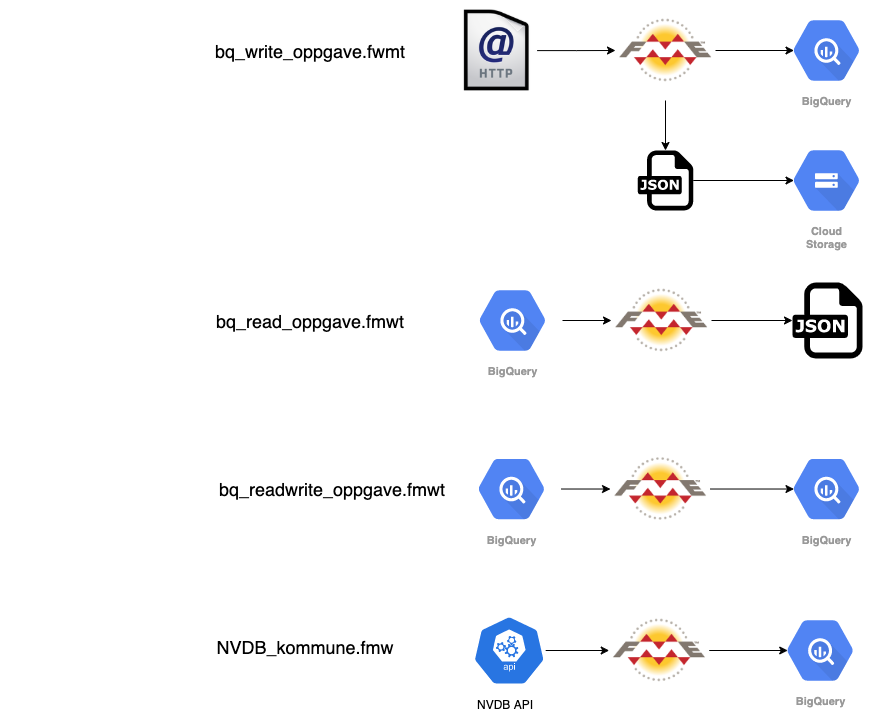 bq_write_oppgave.fwmt
@
HTTP
FME
BigQuery
JSON
Cloud
Storage
bq_read_oppgave.fmwt
FME
JSON
BigQuery
bq_readwrite_oppgave.fmwt
FME
BigQuery
BigQuery
NVDB_kommune.fmw
api
FME
NVDB API
BigQuery